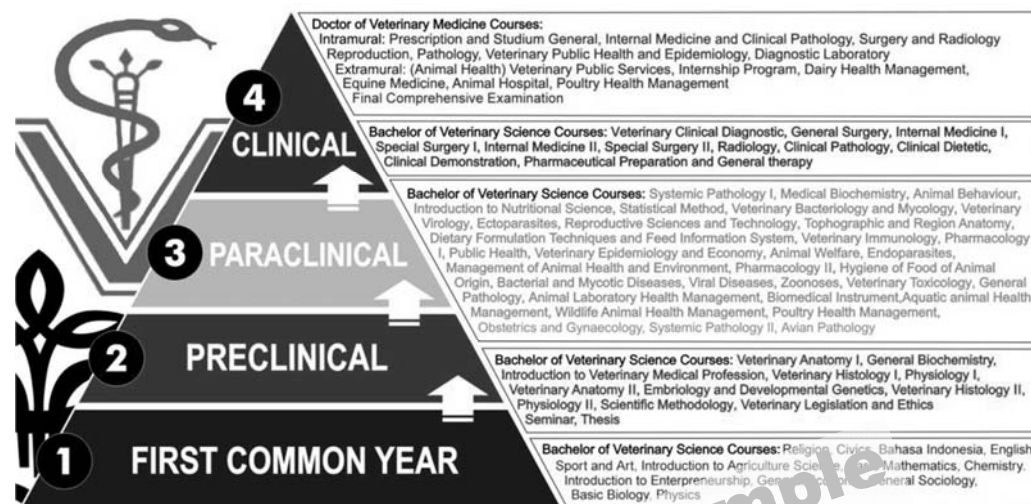 Doctor of Veterinary Medicine Courses:
Intramural: Prescription and Studium General, Internal Medicine and Clinical Pathology, Surgery and Radiology
Reproduction, Pathology, Veterinary Public Health and Epidemiology, Diagnostic Laboratory
Extramural: (Animal Health) Veterinary Public Services, Internship Program, Dairy Health Management,
Equine Medicine, Animal Hospital, Poultry Health Management
Final Comprehensive Examination
4
CLINICAL
Bachelor of Veterinary Science Courses: Veterinary Clinical Diagnostic, General Surgery, Internal Medicine I,
Special Surgery I, Internal Medicine II, Special Surgery II, Radiology, Clinical Pathology, Clinical Dietetic,
Clinical Demonstration, Pharmaceutical Preparation and General therapy
3
PARACLINICAL
Bachelor of Veterinary Science Courses: Systemic Pathology I, Medical Biochemistry, Animal Behaviour,
Introduction to Nutritional Science, Statistical Method, Veterinary Bacteriology and Mycology, Veterinary
Virology, Ectoparasites, Reproductive Sciences and Technology, Tophographic and Region Anatomy,
Dietary Formulation Techniques and Feed Information System, Veterinary Immunology, Pharmacology
I, Public Health, Veterinary Epidemiology and Economy, Animal Welfare, Endoparasites,
Management of Animal Health and Environment, Pharmacology II, Hygiene of Food of Animal
Origin, Bacterial and Mycotic Diseases, Viral Diseases, Zoonoses, Veterinary Toxicology, General
Pathology, Animal Laboratory Health Management, Biomedical Instrument,Aquatic animal Health
Management, Wildlife Animal Health Management, Poultry Health Management,
Obstetrics and Gynaecology, Systemic Pathology II, Avian Pathology
2
PRECLINICAL
Bachelor of Veterinary Science Courses: Veterinary Anatomy I, General Biochemistry,
Introduction to Veterinary Medical Profession, Veterinary Histology I, Physiology I,
Veterinary Anatomy II, Embriology and Developmental Genetics, Veterinary Histology II,
Physiology II, Scientific Methodology, Veterinary Legislation and Ethics
Seminar, Thesis
1
FIRST COMMON YEAR
Bachelor of Veterinary Science Courses: Religion, Civics, Bahasa Indonesia, English
Sport and Art, Introduction to Agriculture Mathematics, Chemistry.
Introduction to Enterpreneurship, General Sociology,
Basic Biology, Physics